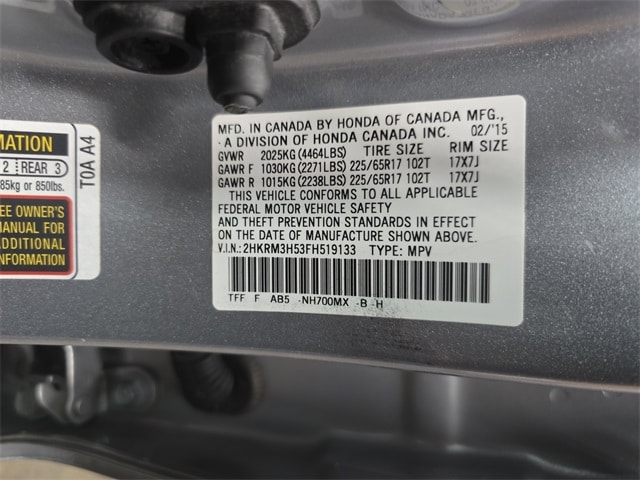 MFD. IN CANADA BY HONDA OF CANADA MFG.,
A DIVISION OF HONDA CANADA INC. 02/'15
GVWR 2025KG(4464LBS) TIRE SIZE RIM SIZE
GAWR F 1030KG(2271LBS) 225/65R17 102T 17X7J
GAWR R 1015KG(2238LBS) 225/65R17 102T 17X7J
THIS VEHICLE CONFORMS TO ALL APPLICABLE
FEDERAL MOTOR VEHICLE SAFETY
AND THEFT PREVENTION STANDARDS IN EFFECT
ON THE DATE OF MANUFACTURE SHOWN ABOVE.
V.I.N.: 2HKRM3H53FH519133 TYPE: MPV
TFF F AB5 -NH700MX -B -H
MATION
2 REAR 3
85kg or 850lbs.
EE OWNER'S
MANUAL FOR
ADDITIONAL
INFORMATION
T0A A4